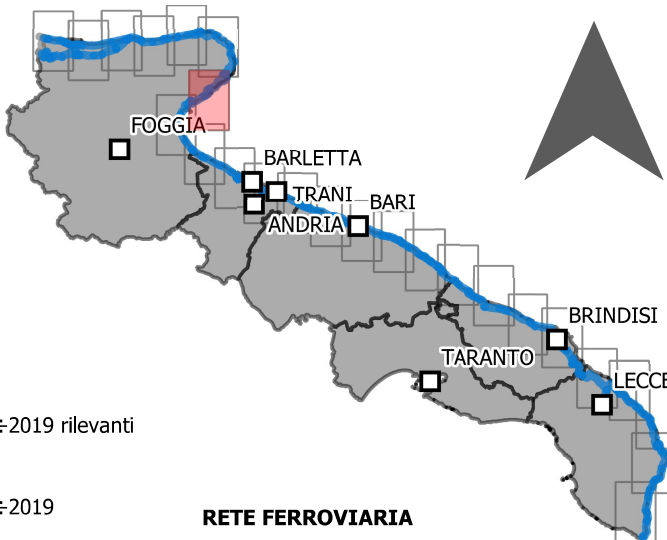 FOGGIA
BARLETTA
TRANI
BARI
ANDRIA
BRINDISI
TARANTO
LECCE
÷2019 rilevanti
÷2019
RETE FERROVIARIA